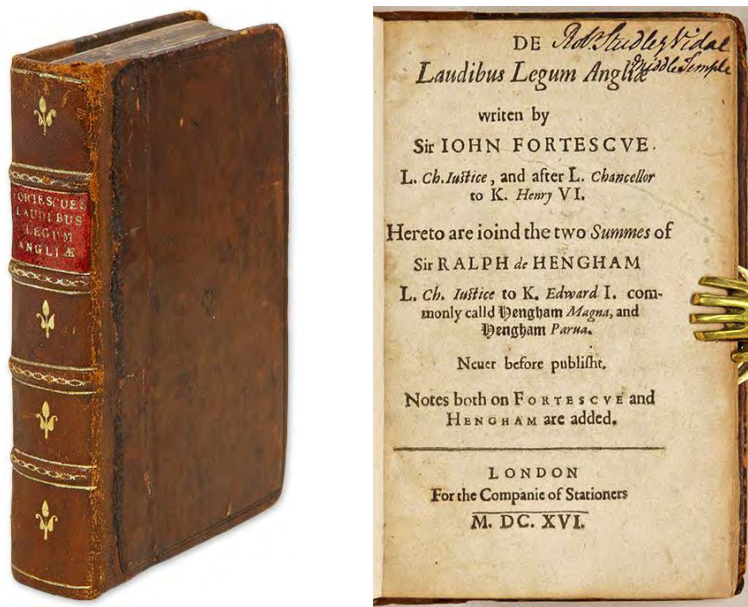 FORTESCUES
LAUDIBUS
LEGUM
ANGLIÆ
DE
Robt Studley Vidal
Middle Temple
Laudibus Legum Angliæ
writen by
Sir IOHN FORTESCVE.
L. Ch. Iustice, and after L. Chancellor
to K. Henry VI.
Hereto are ioind the two Summes of
Sir RALPH de HENGHAM
L. Ch. Iustice to K. Edward I. com-
monly calld Hengham Magna, and
Hengham Parua.
Neuer before publisht.
Notes both on FORTESCVE and
HENGHAM are added.
LONDON
For the Companie of Stationers
M. DC. XVI.